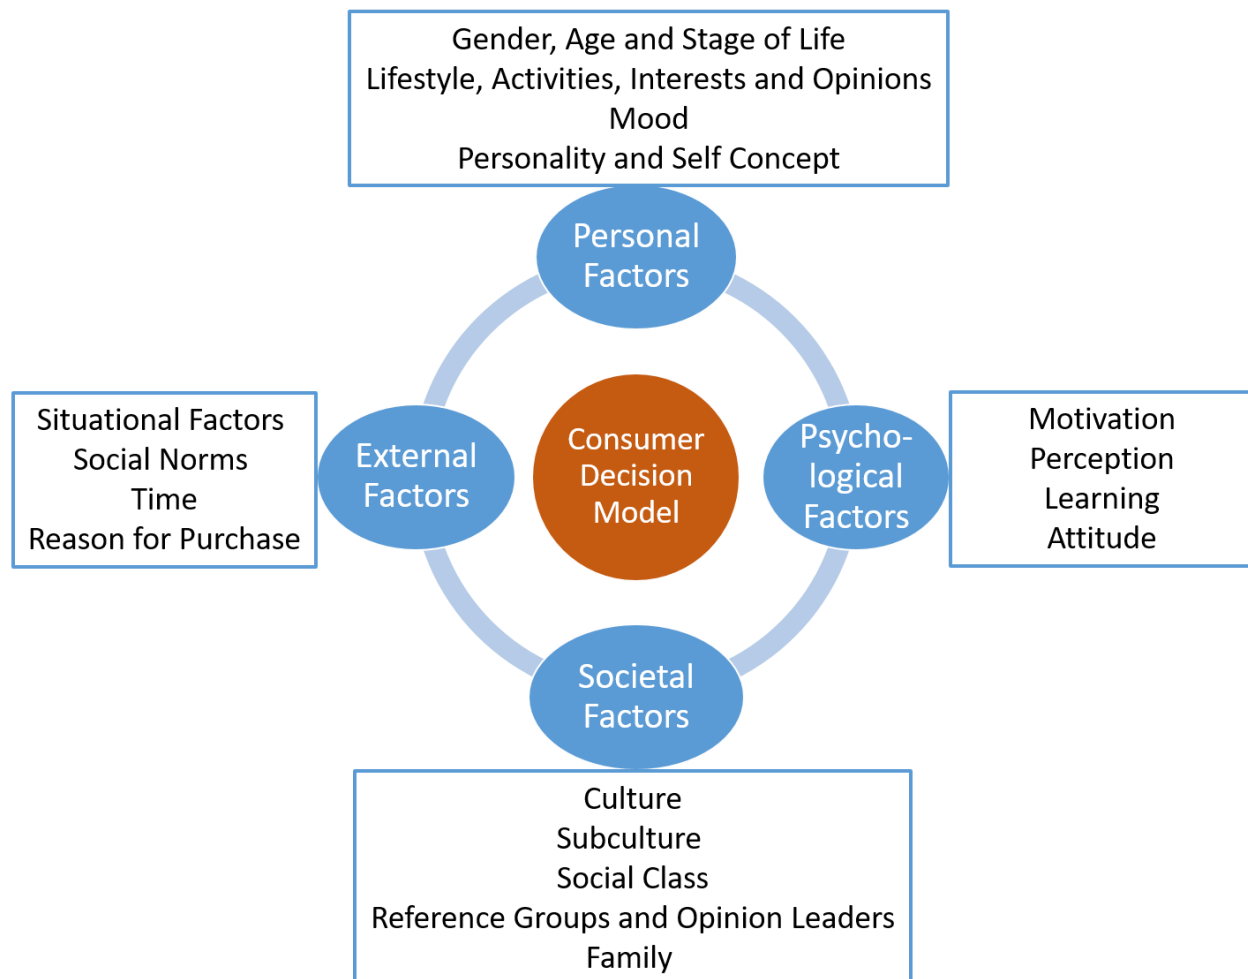 Gender, Age and Stage of Life
Lifestyle, Activities, Interests and Opinions
Mood
Personality and Self Concept
Personal
Factors
Situational Factors
Social Norms
Time
Reason for Purchase
External
Factors
Consumer
Decision
Model
Psycho-
logical
Factors
Motivation
Perception
Learning
Attitude
Societal
Factors
Culture
Subculture
Social Class
Reference Groups and Opinion Leaders
Family